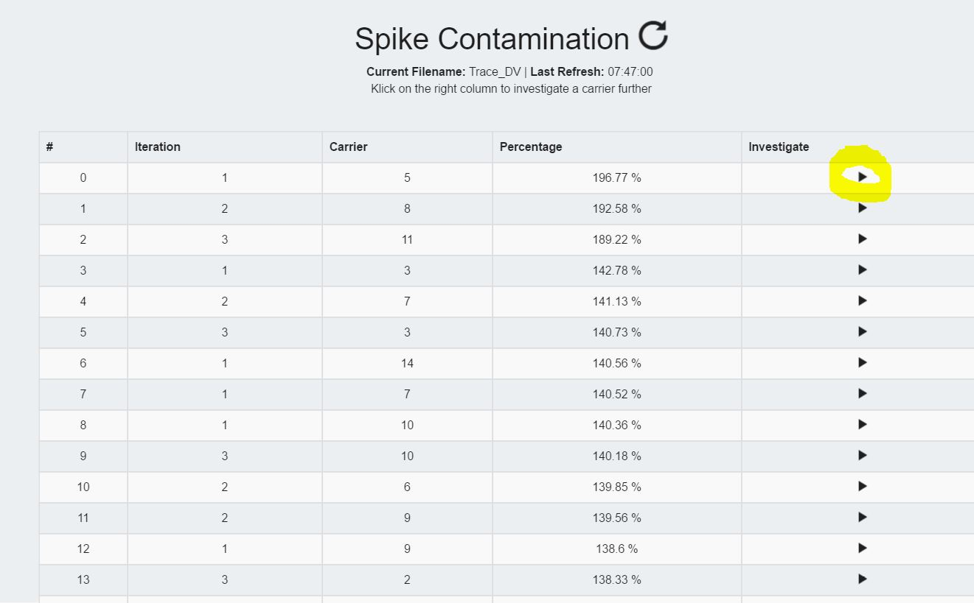 Spike Contamination
Current Filename: Trace_DV | Last Refresh: 07:47:00
Klick on the right column to investigate a carrier further
# Iteration Carrier Percentage Investigate
0 1 5 196.77 %
1 2 8 192.58 %
2 3 11 189.22 %
3 1 3 142.78 %
4 2 7 141.13 %
5 3 3 140.73 %
6 1 14 140.56 %
7 1 7 140.52 %
8 1 10 140.36 %
9 3 10 140.18 %
10 2 6 139.85 %
11 2 9 139.56 %
12 1 9 138.6 %
13 3 2 138.33 %